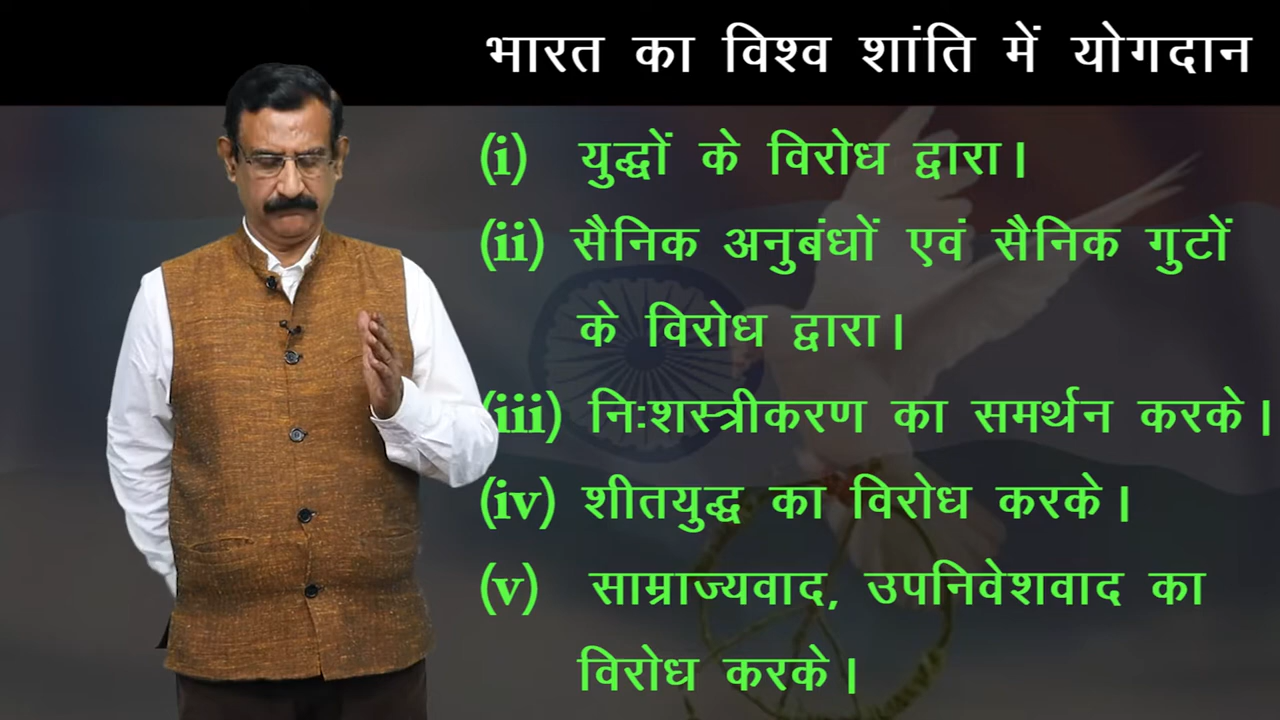 भारत का विश्व शांति में योगदान
(i) युद्धों के विरोध द्वारा।
(ii) सैनिक अनुबंधों एवं सैनिक गुटों
के विरोध द्वारा।
(iii) निःशस्त्रीकरण का समर्थन करके।
(iv) शीतयुद्ध का विरोध करके।
(v) साम्राज्यवाद, उपनिवेशवाद का
विरोध करके।